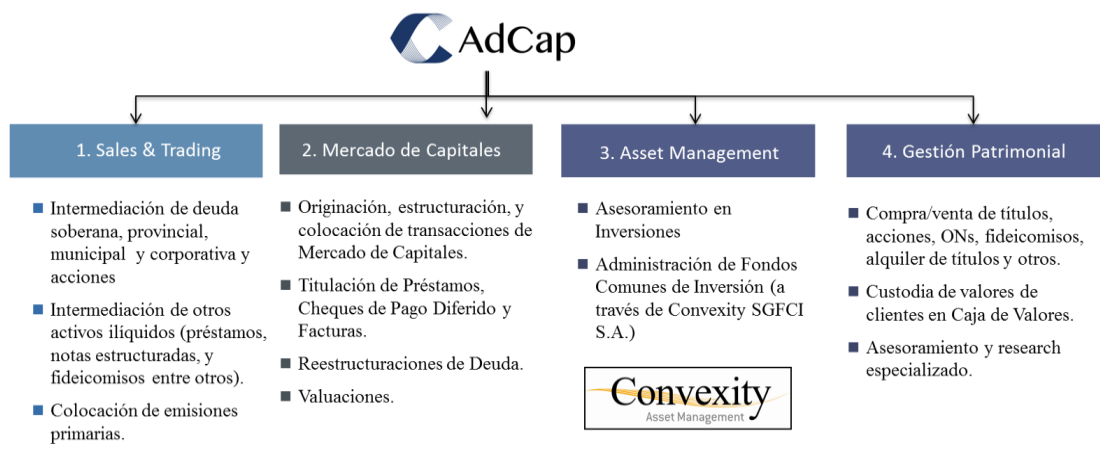 AdCap
1. Sales & Trading
Intermediación de deuda
soberana, provincial,
municipal y corporativa y
acciones
Intermediación de otros
activos ilíquidos (préstamos,
notas estructuradas, y
fideicomisos entre otros).
Colocación de emisiones
primarias.
2. Mercado de Capitales
Originación, estructuración, y
colocación de transacciones de
Mercado de Capitales.
Titulación de Préstamos,
Cheques de Pago Diferido y
Facturas.
Reestructuraciones de Deuda.
Valuaciones.
3. Asset Management
Asesoramiento en
Inversiones
Administración de Fondos
Comunes de Inversión (a
través de Convexity SGFCI
S.A.)
Convexity
Asset Management
4. Gestión Patrimonial
Compra/venta de títulos,
acciones, ONs, fideicomisos,
alquiler de títulos y otros.
Custodia de valores de
clientes en Caja de Valores.
Asesoramiento y research
especializado.